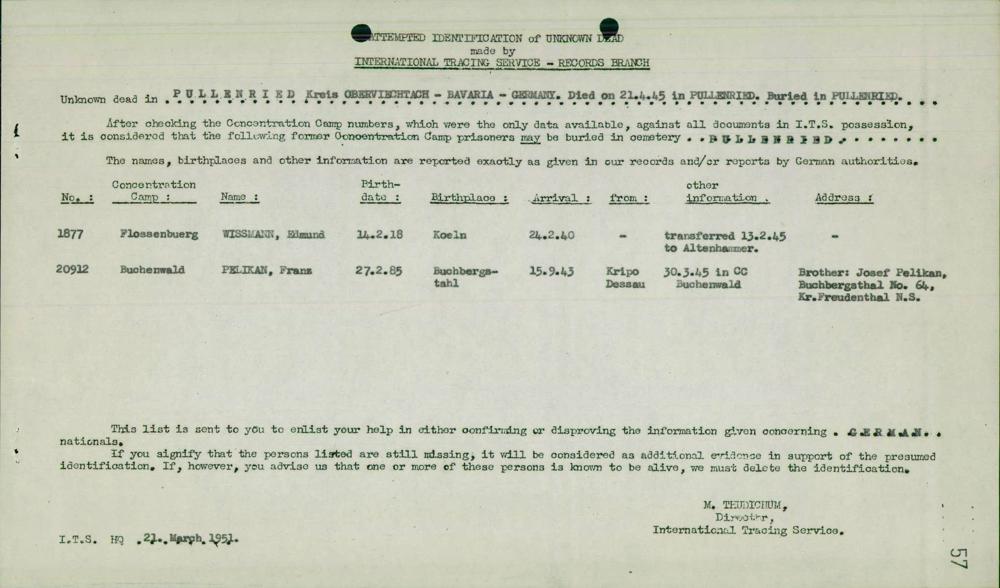 ATTEMPTED IDENTIFICATION of UNKNOWN DEAD
made by
INTERNATIONAL TRACING SERVICE - RECORDS BRANCH
Unknown dead in . PULLENRIED Kreis OBERVIECHTACH - BAVARIA - GERMANY. Died on 21.4.45 in PULLENRIED. Buried in PULLENRIED. . . .
After checking the Concentration Camp numbers, which were the only data available, against all documents in I.T.S. possession,
it is considered that the following former Concentration Camp prisoners may be buried in cemetery . . PULLENRIED. . . . . . . . .
The names, birthplaces and other information are reported exactly as given in our records and/or reports by German authorities.
No. : Concentration Camp : Name : Birth-date : Birthplace : Arrival : from : other information . Address :
1877 Flossenbuerg WISSMANN, Edmund 14.2.18 Koeln 24.2.40 - transferred 13.2.45 -
to Altenhammer.
20912 Buchenwald PELIKAN, Franz 27.2.85 Buchbergs- 15.9.43 Kripo 30.3.45 in CC Brother: Josef Pelikan,
tahl Dessau Buchenwald Buchbergsthal No. 64,
Kr.Freudenthal N.S.
This list is sent to you to enlist your help in either confirming or disproving the information given concerning . GERMAN. .
nationals.
If you signify that the persons listed are still missing, it will be considered as additional evidence in support of the presumed
identification. If, however, you advise us that one or more of these persons is known to be alive, we must delete the identification.
M. THUDICHUM,
Director,
International Tracing Service.
I.T.S. HQ .21. March. 1951.
57